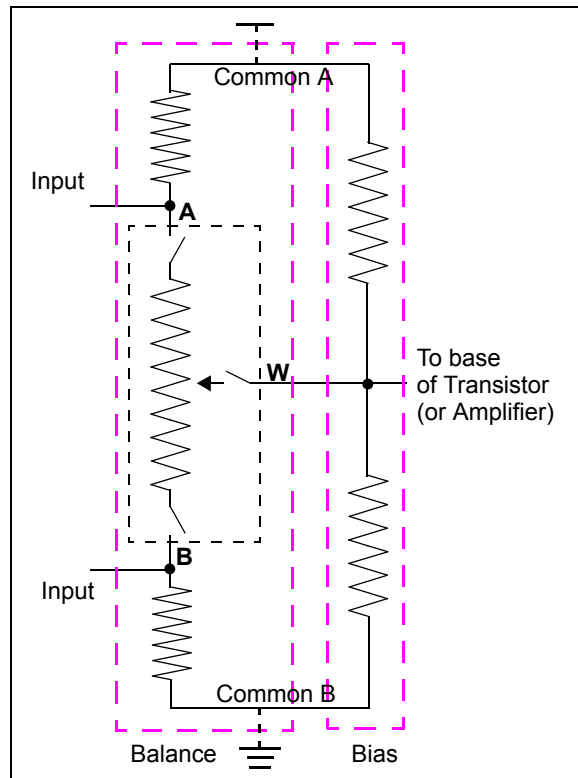 Common A
Input
A
W
To base
of Transistor
(or Amplifier)
B
Input
Common B
Balance
Bias